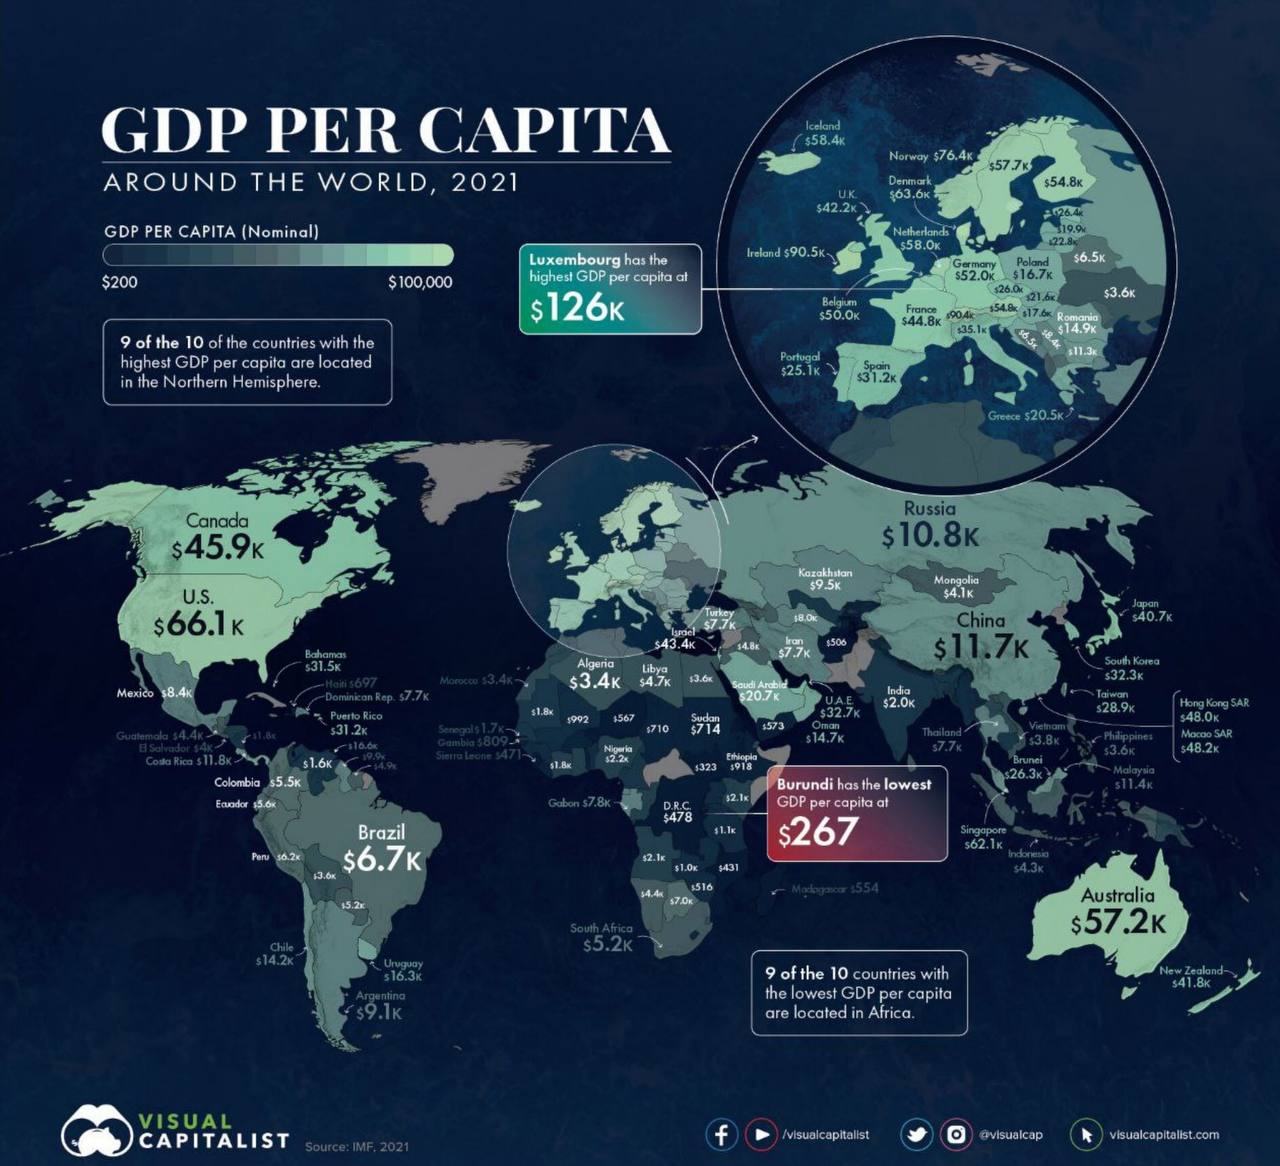 GDP PER CAPITA
AROUND THE WORLD, 2021
GDP PER CAPITA (Nominal)
$200
$100,000
9 of the 10 of the countries with the
highest GDP per capita are located
in the Northern Hemisphere.
Luxembourg has the
highest GDP per capita at
$126K
Iceland
$58.4K
Norway $76.4K
$57.7K
$54.8K
Denmark
$63.6K
U.K.
$42.2K
$26.4K
$19.9K
$22.8K
Netherlands
$58.0K
Ireland $90.5K
Germany
$52.0K
Poland
$16.7K
$6.5K
$3.6K
Belgium
$50.0K
$26.0K
$21.6K
France
$44.8K
$90.4K
$54.8K
$17.6K
Romania
$14.9K
$35.1K
$6.5K
$8.4K
$11.3K
Portugal
$25.1K
Spain
$31.2K
Greece $20.5K
Canada
$45.9K
U.S.
$66.1K
Russia
$10.8K
Kazakhstan
$9.5K
Mongolia
$4.1K
China
$11.7K
Japan
$40.7K
South Korea
$32.3K
Taiwan
$28.9K
Hong Kong SAR
$48.0K
Macao SAR
$48.2K
Turkey
$7.7K
Israel
$43.4K
$8.0K
$4.8K
Iran
$7.7K
$506
Bahamas
$31.5K
Haiti $697
Dominican Rep. $7.7K
Puerto Rico
$31.2K
Mexico $8.4K
Guatemala $4.4K
El Salvador $4K
Costa Rica $11.8K
$1.8K
$16.6K
$9.9K
$4.9K
$1.6K
Colombia $5.5K
Ecuador $5.6K
Brazil
$6.7K
Peru $6.2K
$3.6K
$5.2K
Chile
$14.2K
Uruguay
$16.3K
Argentina
$9.1K
Morocco $3.4K
Algeria
$3.4K
Libya
$4.7K
$3.6K
Saudi Arabia
$20.7K
U.A.E.
$32.7K
Oman
$14.7K
India
$2.0K
$1.8K
$992
$567
$710
Sudan
$714
$573
Senegal $1.7K
Gambia $809
Sierra Leone $471
$1.8K
Nigeria
$2.2K
$323
Ethiopia
$918
Gabon $7.8K
D.R.C.
$478
$2.1K
$1.1K
Burundi has the lowest
GDP per capita at
$267
$2.1K
$1.0K
$431
$516
$4.4K
$7.0K
Madagascar $554
South Africa
$5.2K
Thailand
$7.7K
Vietnam
$3.8K
Philippines
$3.6K
Brunei
$26.3K
Malaysia
$11.4K
Singapore
$62.1K
Indonesia
$4.3K
Australia
$57.2K
New Zealand
$41.8K
9 of the 10 countries with
the lowest GDP per capita
are located in Africa.
VISUAL
CAPITALIST
Source: IMF, 2021
/visualcapitalist
@visualcap
visualcapitalist.com